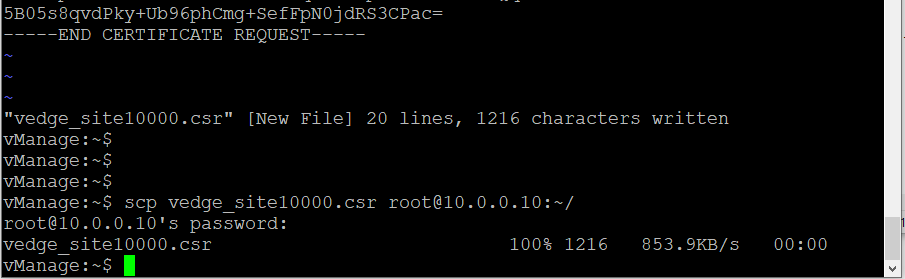 5B05s8qvdPky+Ub96phCmg+SefFpN0jdRS3CPac=
-----END CERTIFICATE REQUEST-----
~
~
~
"vedge_site10000.csr" [New File] 20 lines, 1216 characters written
vManage:~$
vManage:~$
vManage:~$
vManage:~$ scp vedge_site10000.csr root@10.0.0.10:~/
root@10.0.0.10's password:
vedge_site10000.csr 100% 1216 853.9KB/s 00:00
vManage:~$